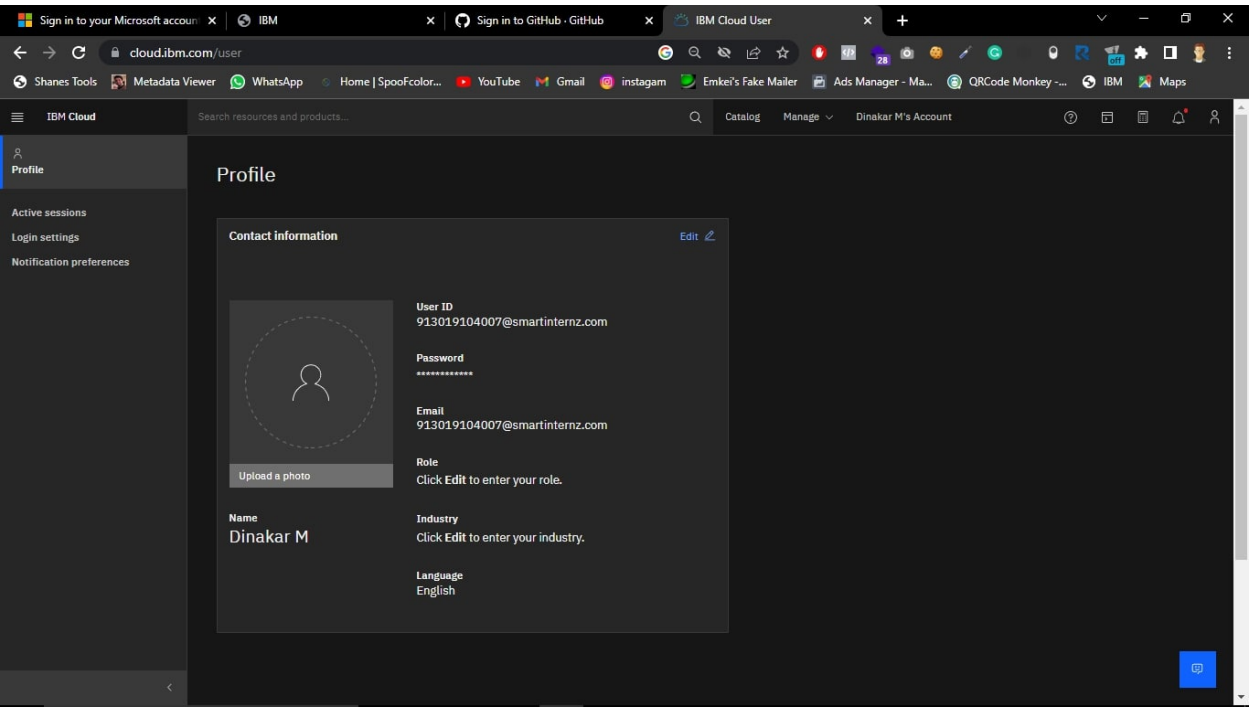 Sign in to your Microsoft accoun
IBM
Sign in to GitHub · GitHub
IBM Cloud User
cloud.ibm.com/user
28
off
Shanes Tools
Metadata Viewer
WhatsApp
Home | SpooFcolor...
YouTube
Gmail
instagam
Emkei's Fake Mailer
Ads Manager - Ma...
QRCode Monkey -...
IBM
Maps
IBM Cloud
Search resources and products...
Catalog
Manage
Dinakar M's Account
Profile
Active sessions
Login settings
Notification preferences
Profile
Contact information
Edit
Upload a photo
Name
Dinakar M
User ID
913019104007@smartinternz.com
Password
************
Email
913019104007@smartinternz.com
Role
Click Edit to enter your role.
Industry
Click Edit to enter your industry.
Language
English